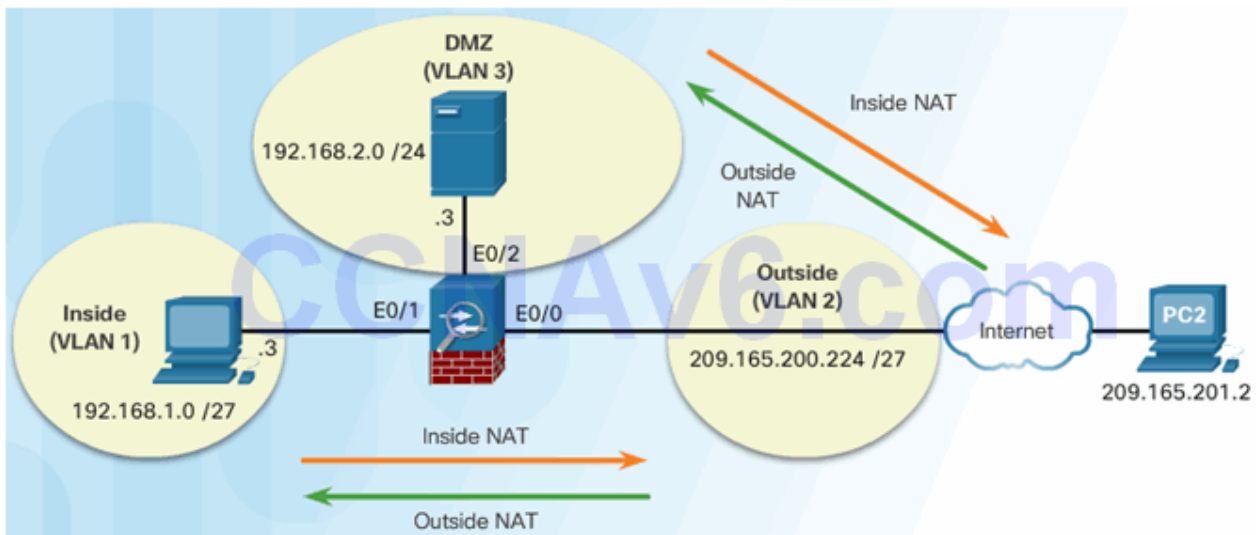 DMZ
(VLAN 3)
Inside NAT
192.168.2.0 /24
Outside
NAT
.3
E0/2
CCNAv6.com
Inside
(VLAN 1)
E0/1
E0/0
Outside
(VLAN 2)
Internet
PC2
.3
209.165.200.224 /27
209.165.201.2
192.168.1.0 /27
Inside NAT
Outside NAT